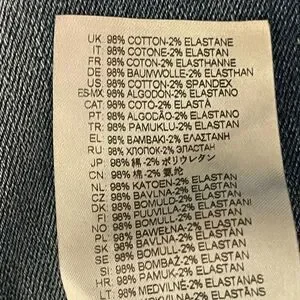 UK: 98% COTTON-2% ELASTANE
IT: 98% COTONE-2% ELASTAN
FR: 98% COTON-2% ELASTHANNE
DE: 98% BAUMWOLLE-2% ELASTHAN
US: 98% COTTON-2% SPANDEX
ES-MX: 98% ALGODÓN-2% ELASTANO
CAT: 98% COTÓ-2% ELASTÀ
PT: 98% ALGODÃO-2% ELASTANO
TR: 98% PAMUKLU-2% ELASTAN
EL: 98% ΒΑΜΒΑΚΙ-2% ΕΛΑΣΤΑΝΗ
RU: 98% ХЛОПОК-2% ЭЛАСТАН
JP: 98% 綿-2% ポリウレタン
CN: 98% 棉-2% 氨纶
NL: 98% KATOEN-2% ELASTAN
CZ: 98% BAVLNA-2% ELASTAN
DK: 98% BOMULD-2% ELASTAN
FI: 98% PUUVILLA-2% ELASTAANI
NO: 98% BOMULL-2% ELASTAN
PL: 98% BAWEŁNA-2% ELASTAN
SK: 98% BAVLNA-2% ELASTAN
SE: 98% BOMULL-2% ELASTAN
SI: 98% BOMBAŽ-2% ELASTAN
HR: 98% PAMUK-2% ELASTAN
LT: 98% MEDVILNĖ-2% ELASTANAS
98% KOKVILNA-2% ELASTĀNS